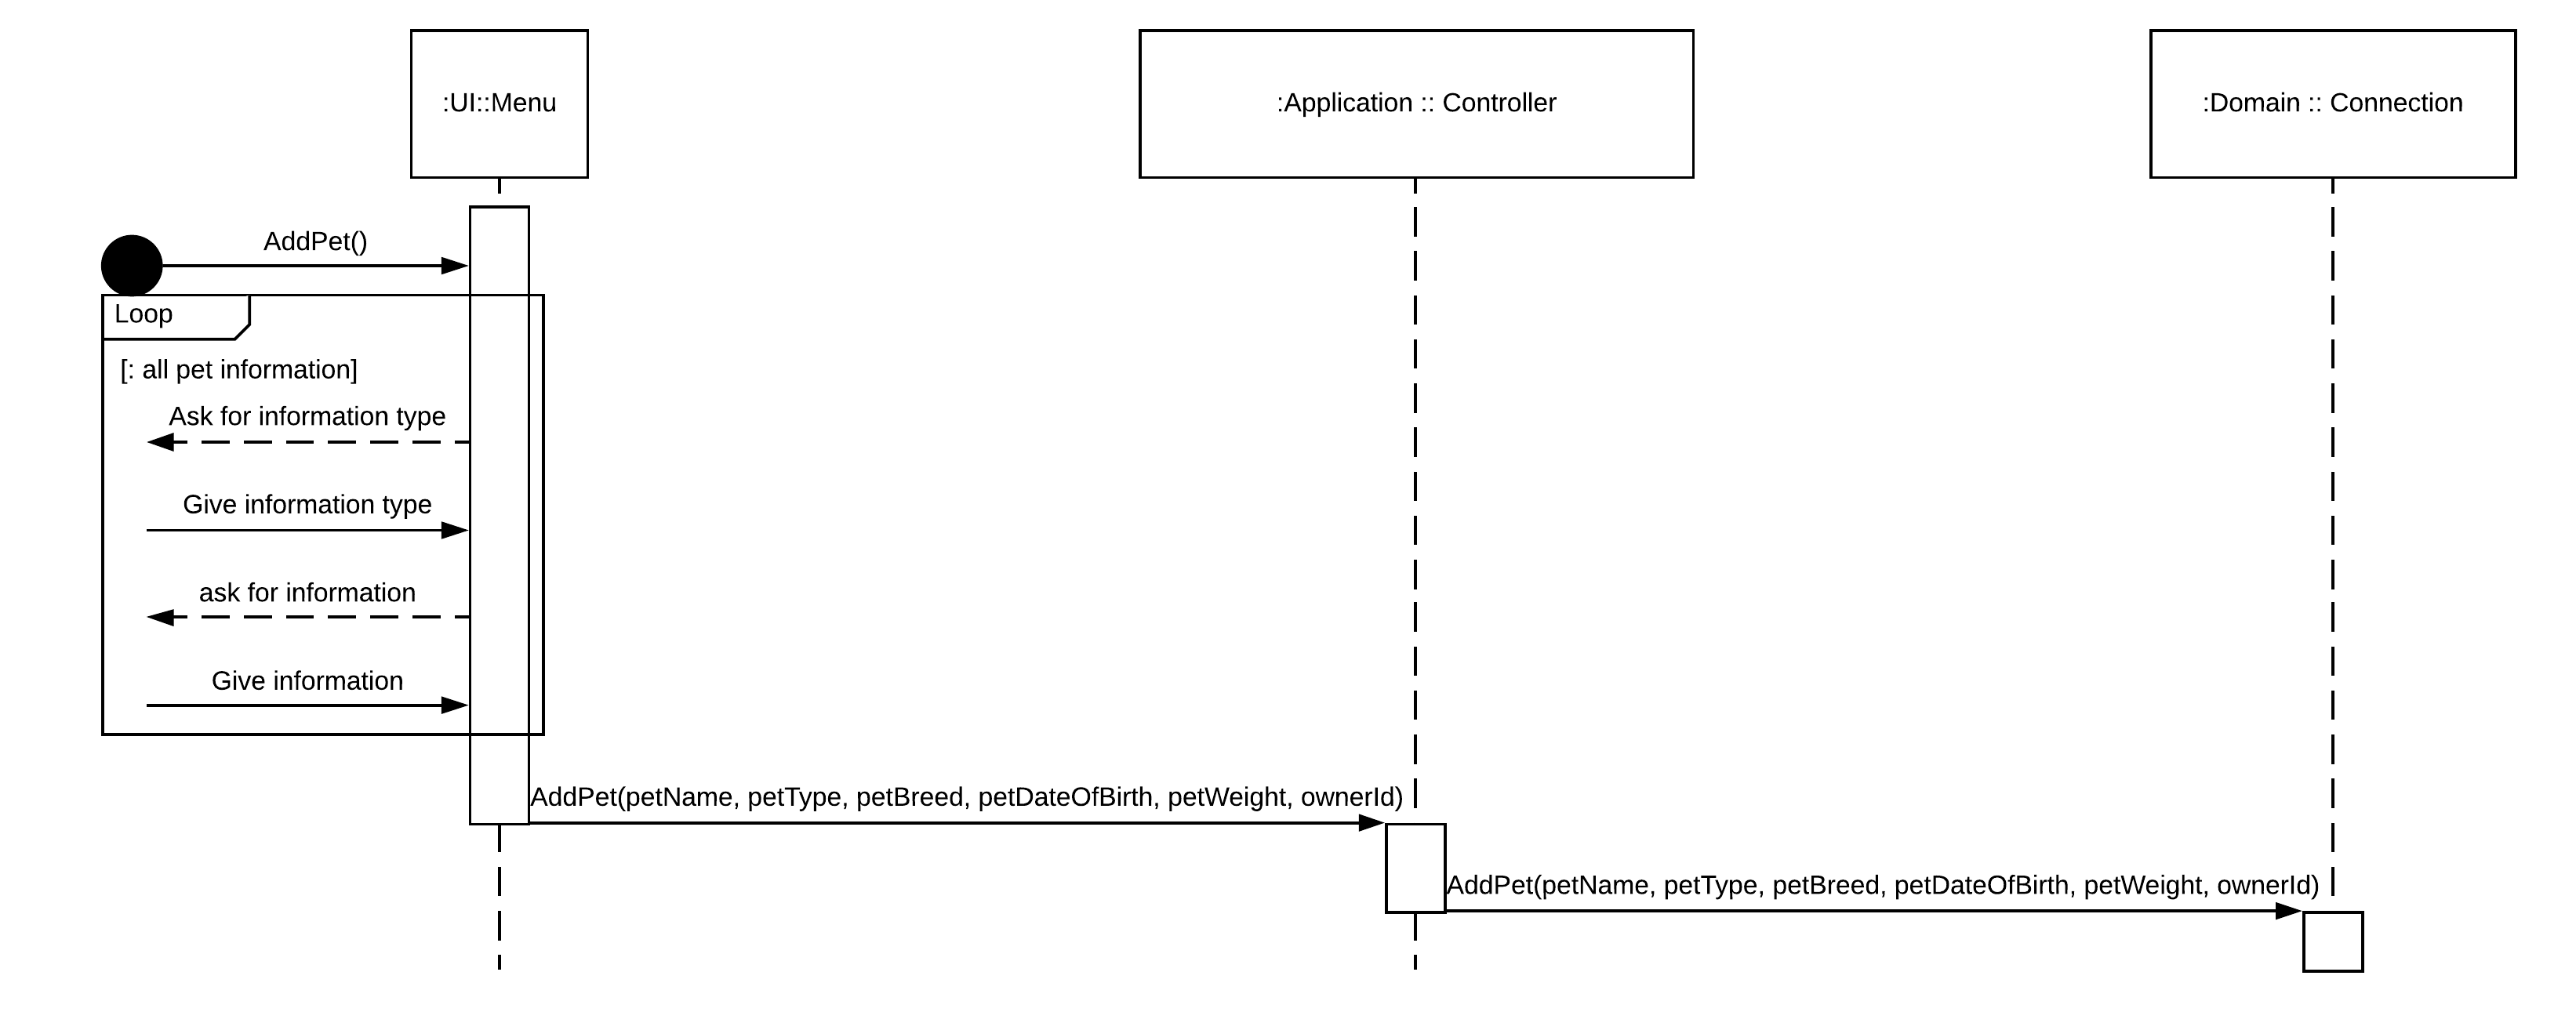 :UI::Menu
:Application :: Controller
:Domain :: Connection
AddPet()
Loop
[: all pet information]
Ask for information type
Give information type
ask for information
Give information
AddPet(petName, petType, petBreed, petDateOfBirth, petWeight, ownerId)
AddPet(petName, petType, petBreed, petDateOfBirth, petWeight, ownerId)